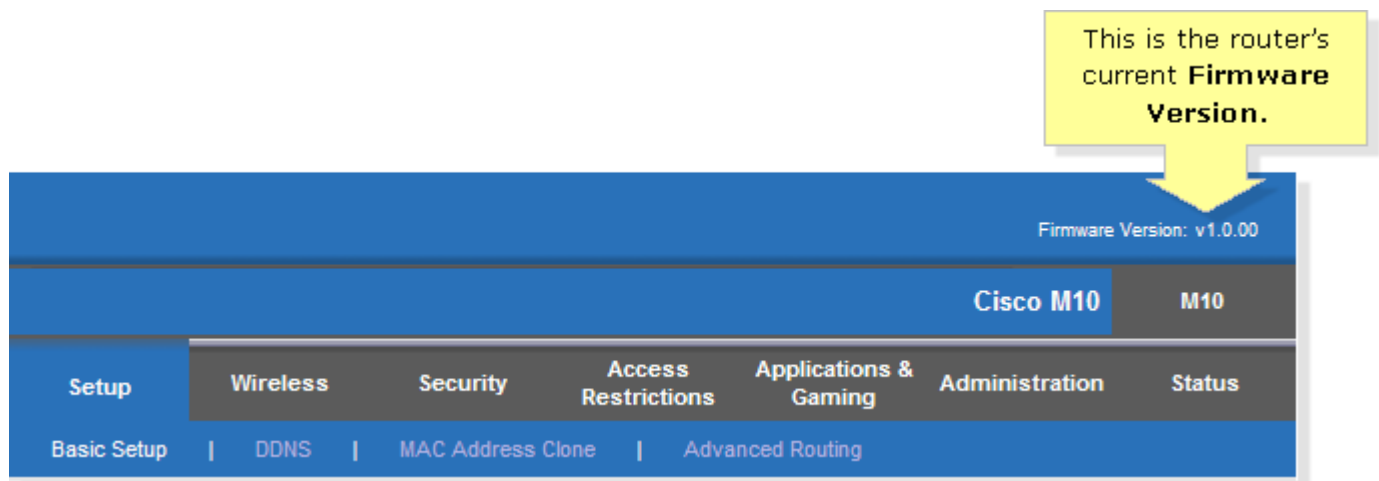 This is the router's
current Firmware
Version.
Firmware Version: v1.0.00
Cisco M10 M10
Setup Wireless Security Access Restrictions Applications & Gaming Administration Status
Basic Setup | DDNS | MAC Address Clone | Advanced Routing